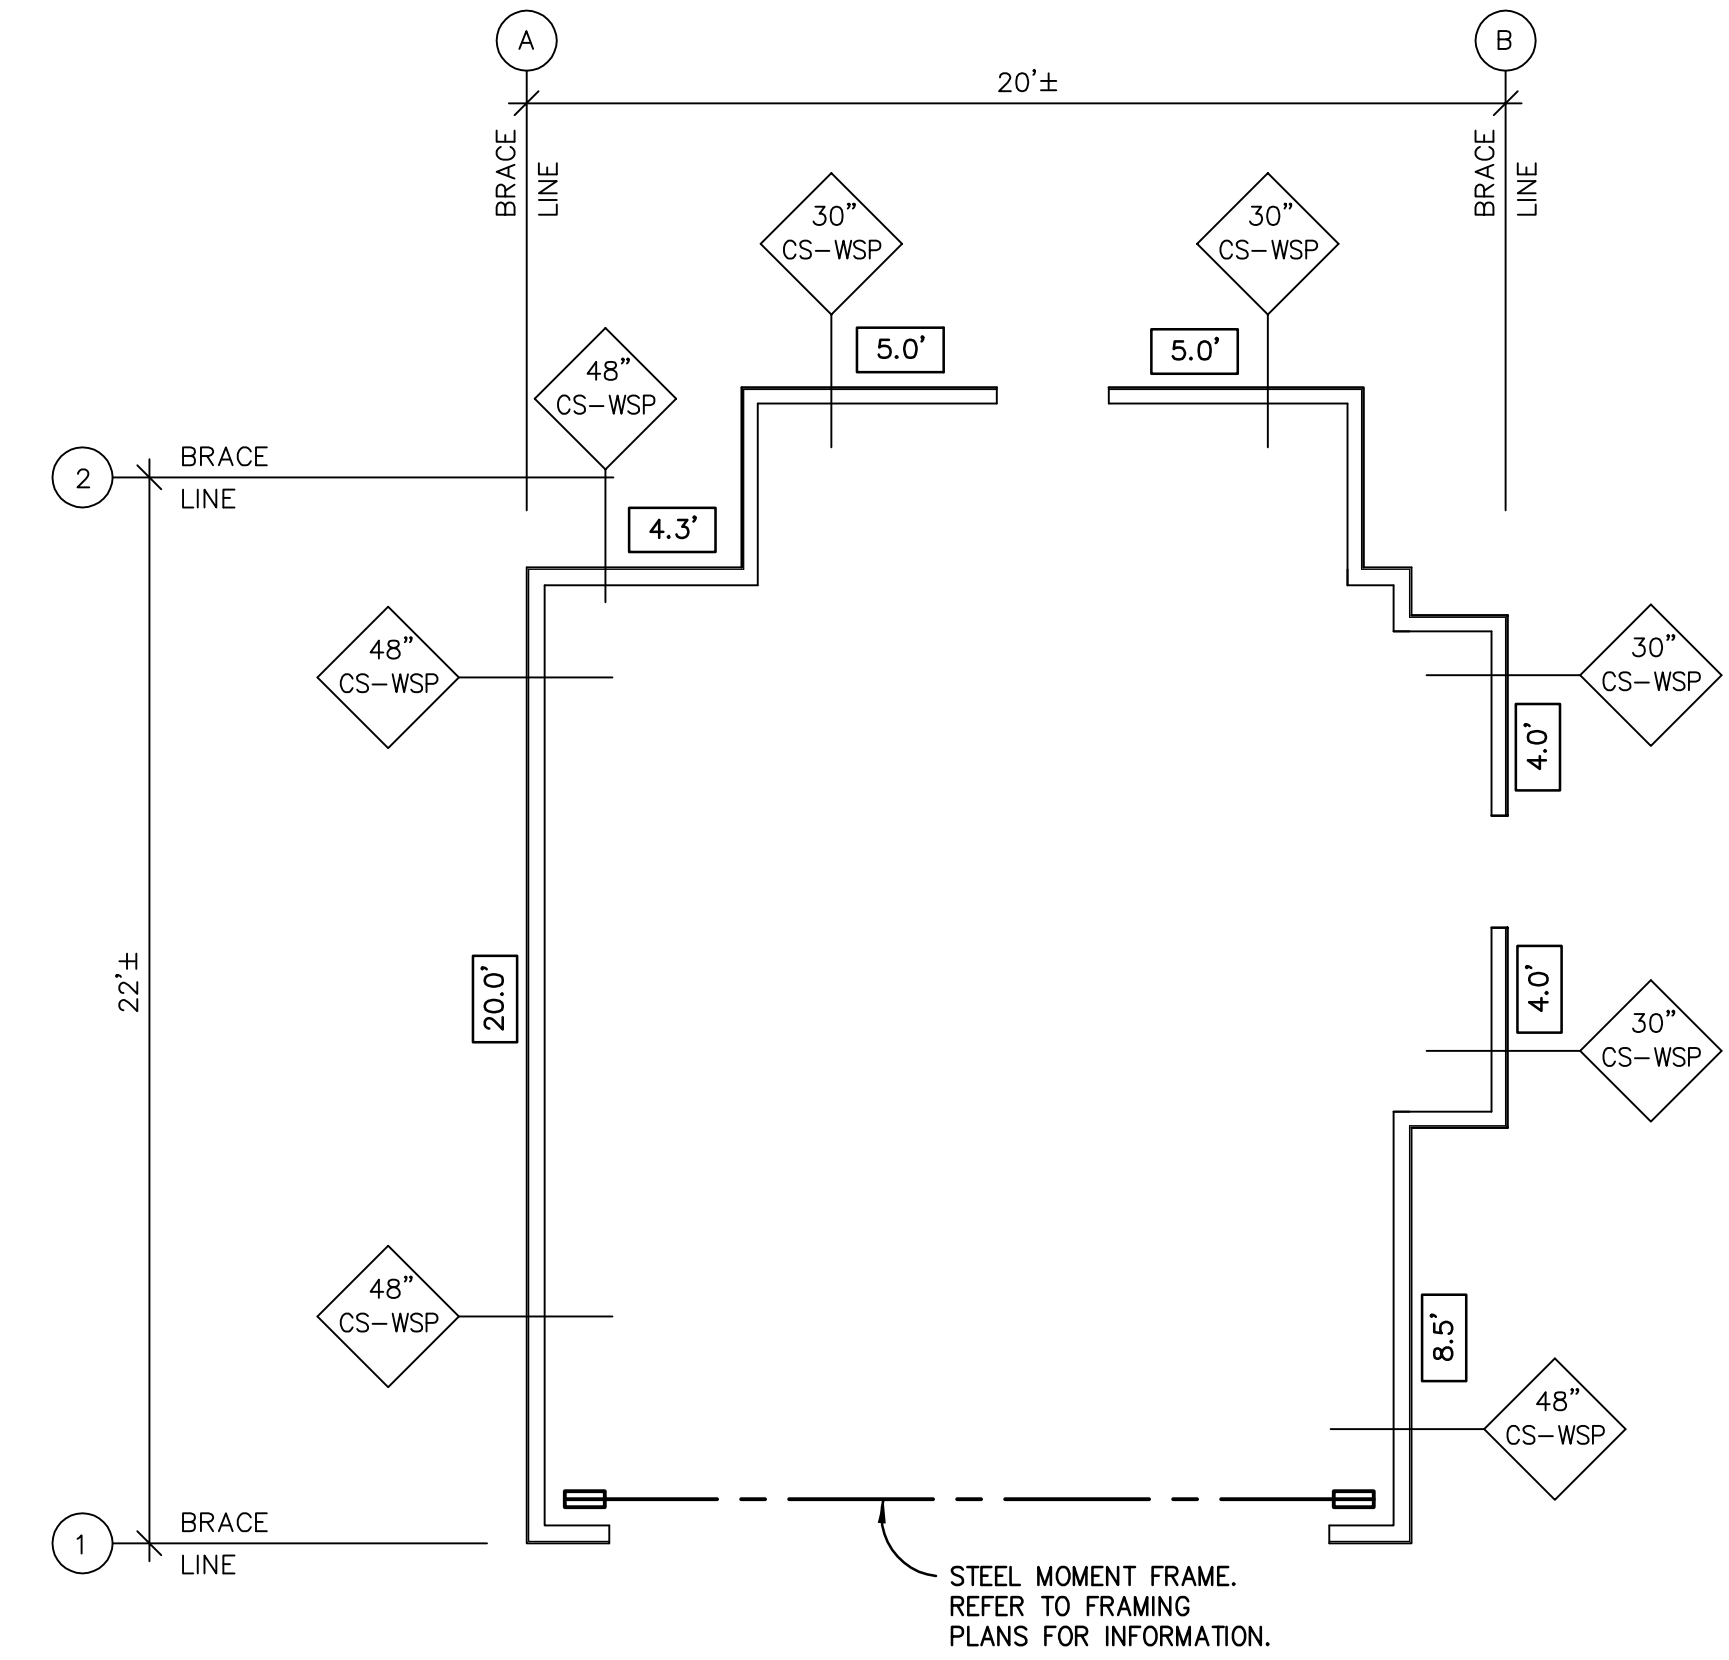 A
B
20'±
BRACE
LINE
BRACE
LINE
30”
CS-WSP
30”
CS-WSP
5.0'
5.0'
48”
CS-WSP
2
BRACE
LINE
4.3'
48”
CS-WSP
30”
CS-WSP
4.0'
22'±
20.0'
4.0'
30”
CS-WSP
48”
CS-WSP
8.5'
48”
CS-WSP
1
BRACE
LINE
STEEL MOMENT FRAME.
REFER TO FRAMING
PLANS FOR INFORMATION.